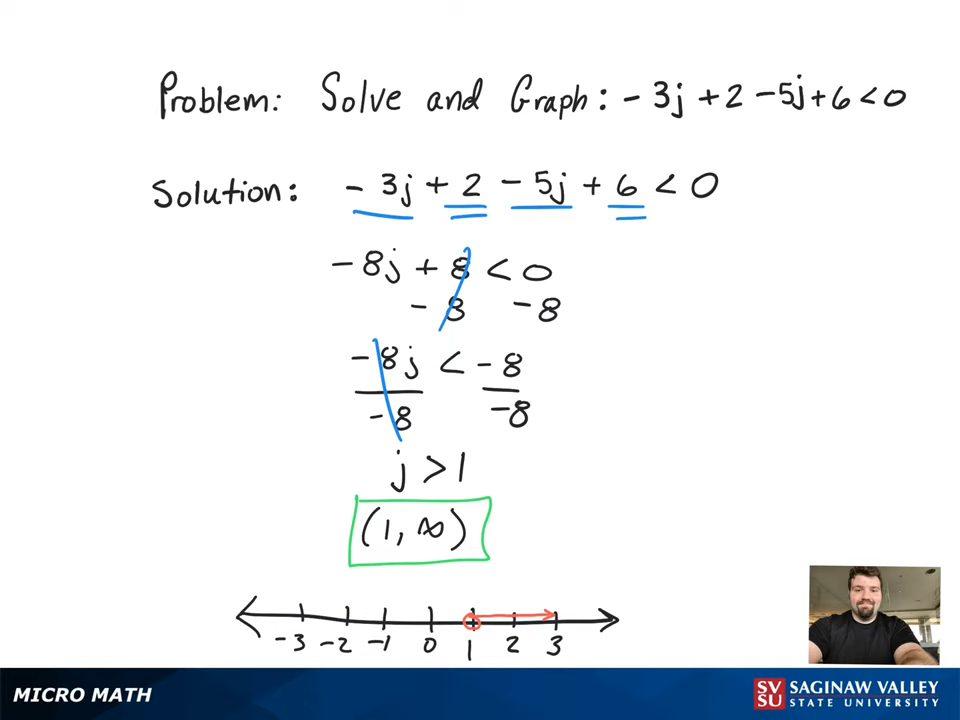 Problem: Solve and Graph: - 3j + 2 - 5j + 6 < 0
Solution: - 3j + 2 - 5j + 6 < 0
- 8j + 8 < 0
- 8 - 8
- 8j < - 8
- 8 - 8
j > 1
(1, ∞)
-3 -2 -1 0 1 2 3
MICRO MATH
SV SU SAGINAW VALLEY
STATE UNIVERSITY